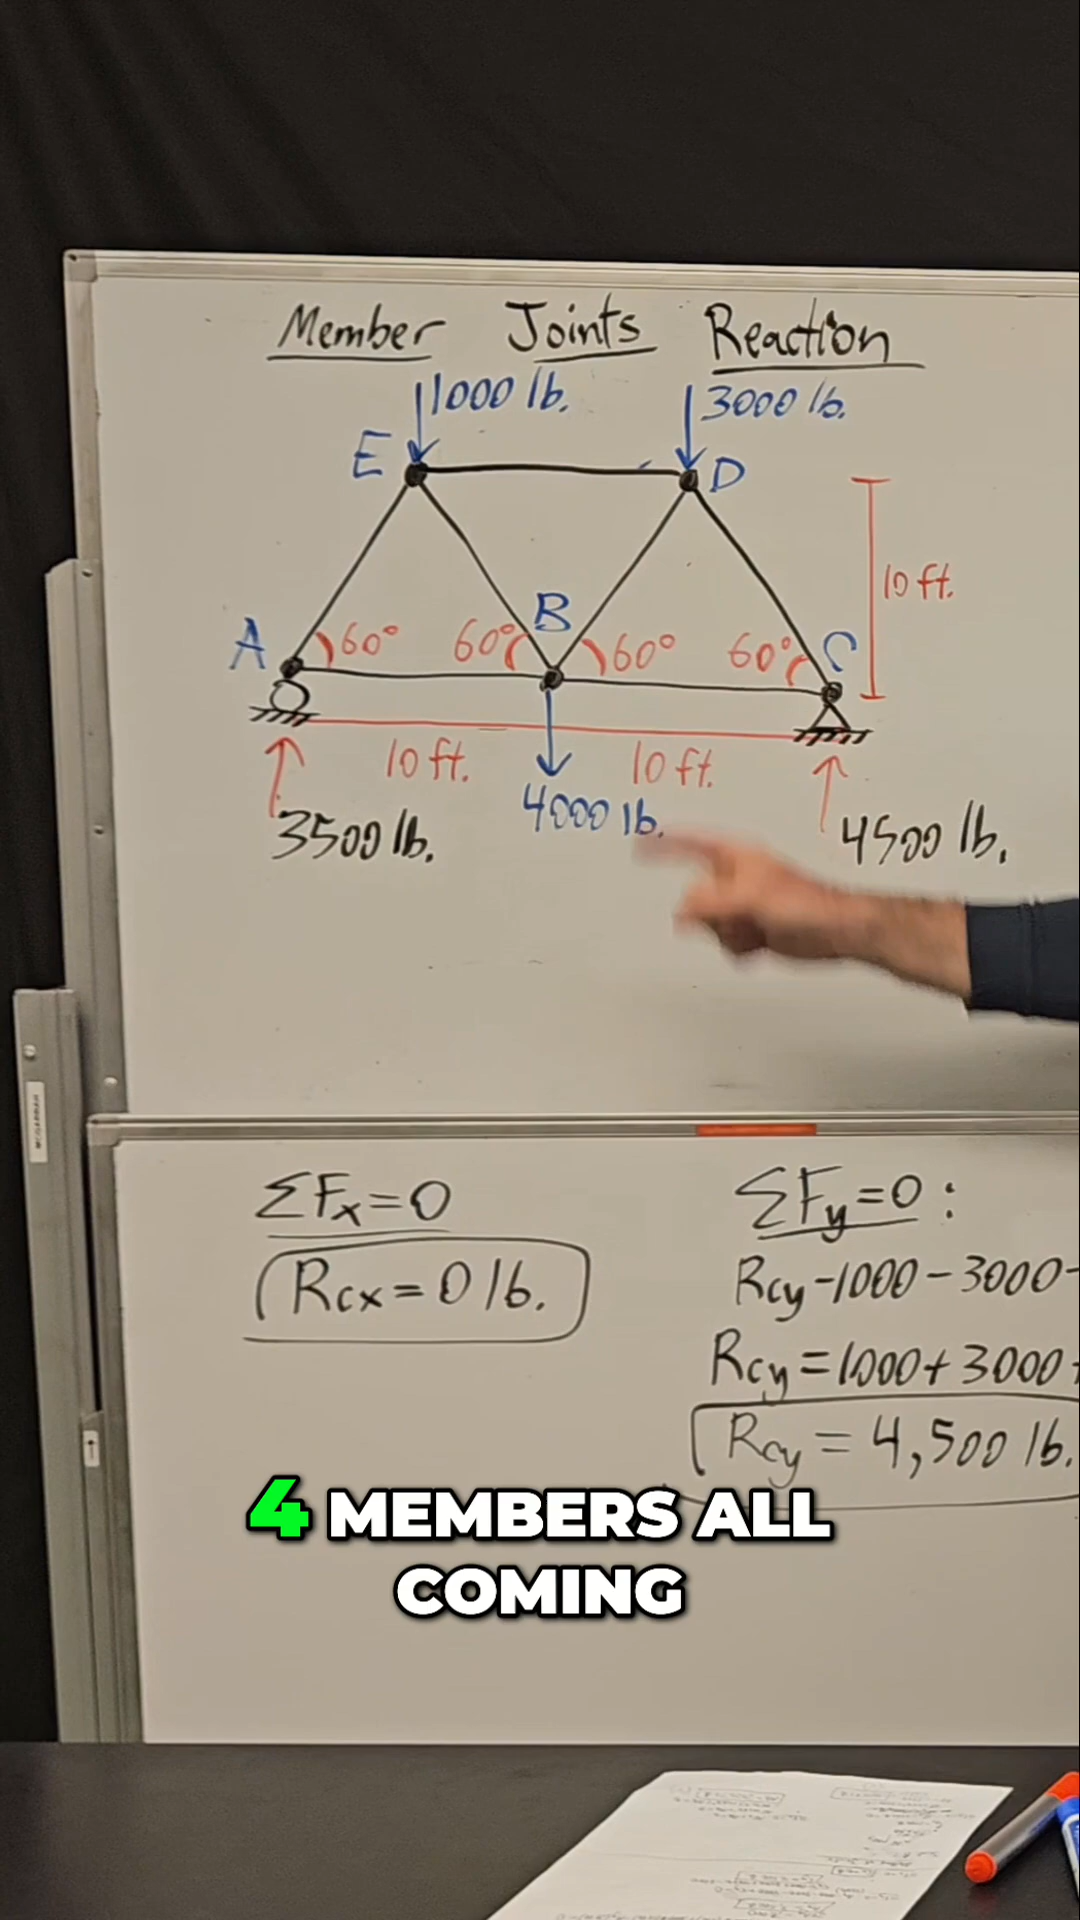 Member Joints Reaction
1000 lb.
3000 lb.
E
D
10 ft.
B
A
60°
60°
60°
60°
C
10 ft.
10 ft.
4000 lb.
3500 lb.
4500 lb.
ΣFx=0
Rcx=0 lb.
ΣFy=0:
Rcy-1000-3000-
Rcy=1000+3000+
Rcy=4,500 lb.
4 MEMBERS ALL
COMING